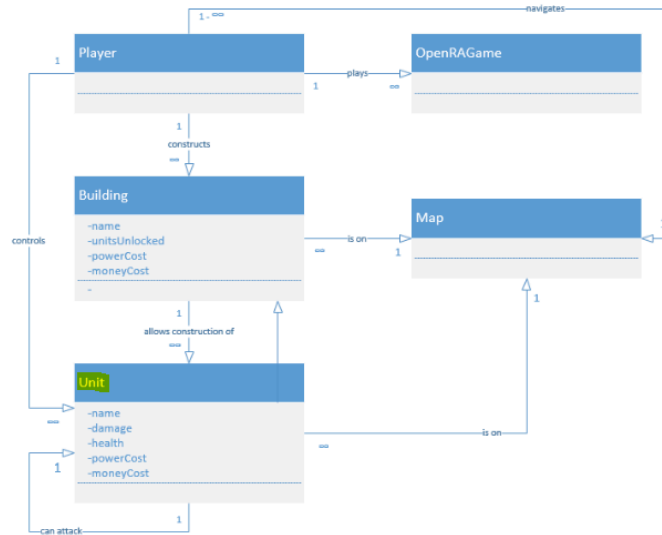 navigates
1 - ∞
Player
OpenRAGame
1
plays
1
∞
1
constructs
∞
Building
Map
-name
-unitsUnlocked
-powerCost
-moneyCost
-
controls
is on
∞
1
1
allows construction of
∞
1
Unit
-name
-damage
-health
-powerCost
-moneyCost
∞
is on
∞
1
1
can attack